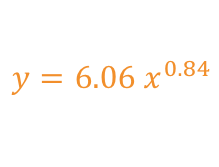 y = 6.06 x^0.84